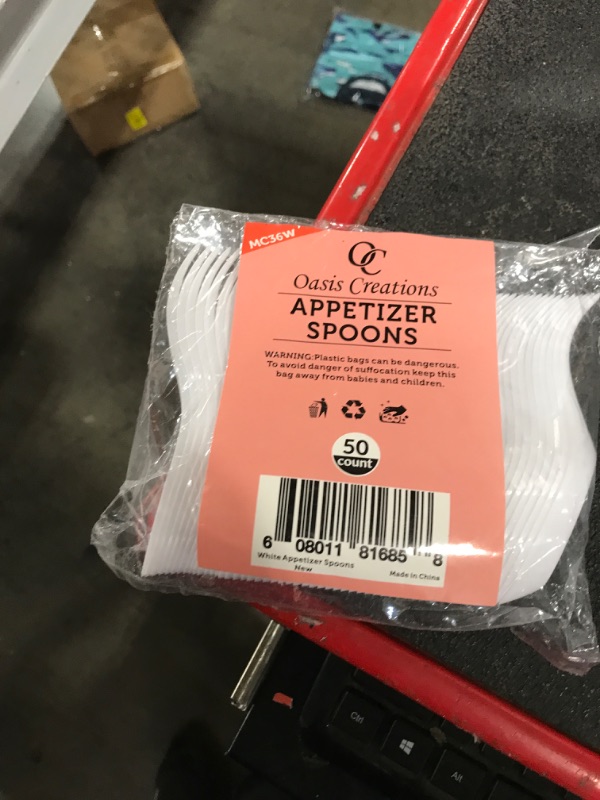 MC36W
OC
Oasis Creations
APPETIZER
SPOONS
WARNING:Plastic bags can be dangerous.
To avoid danger of suffocation keep this
bag away from babies and children.
50
count
6 08011 81685 8
White Appetizer Spoons
New
Made in China
Ctrl
Alt